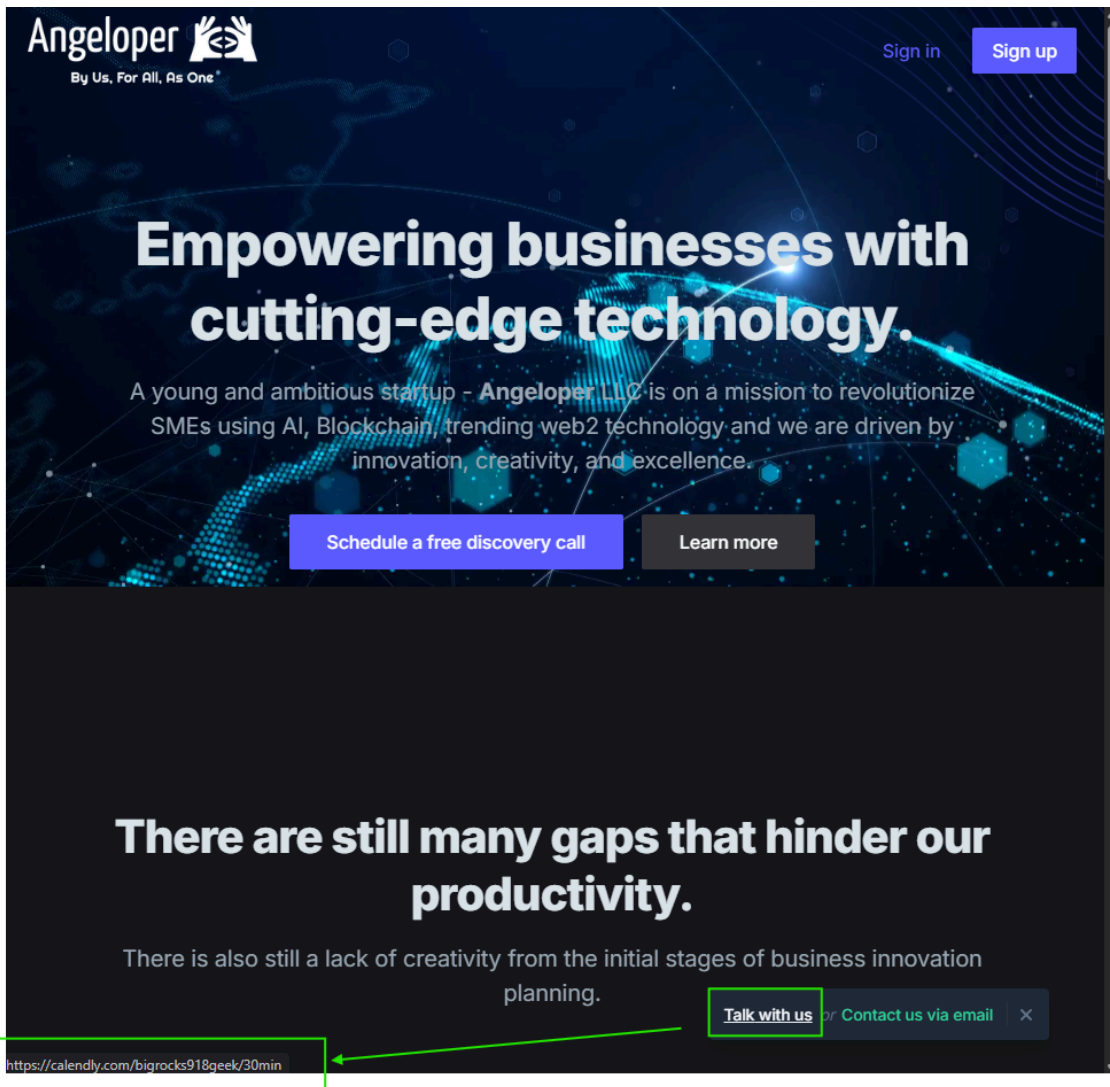 Angeloper
By Us, For All, As One
Sign in
Sign up
Empowering businesses with
cutting-edge technology.
A young and ambitious startup - Angeloper LLC is on a mission to revolutionize
SMEs using AI, Blockchain, trending web2 technology and we are driven by
innovation, creativity, and excellence.
Schedule a free discovery call
Learn more
There are still many gaps that hinder our
productivity.
There is also still a lack of creativity from the initial stages of business innovation
planning.
Talk with us or Contact us via email
https://calendly.com/bigrocks918geek/30min